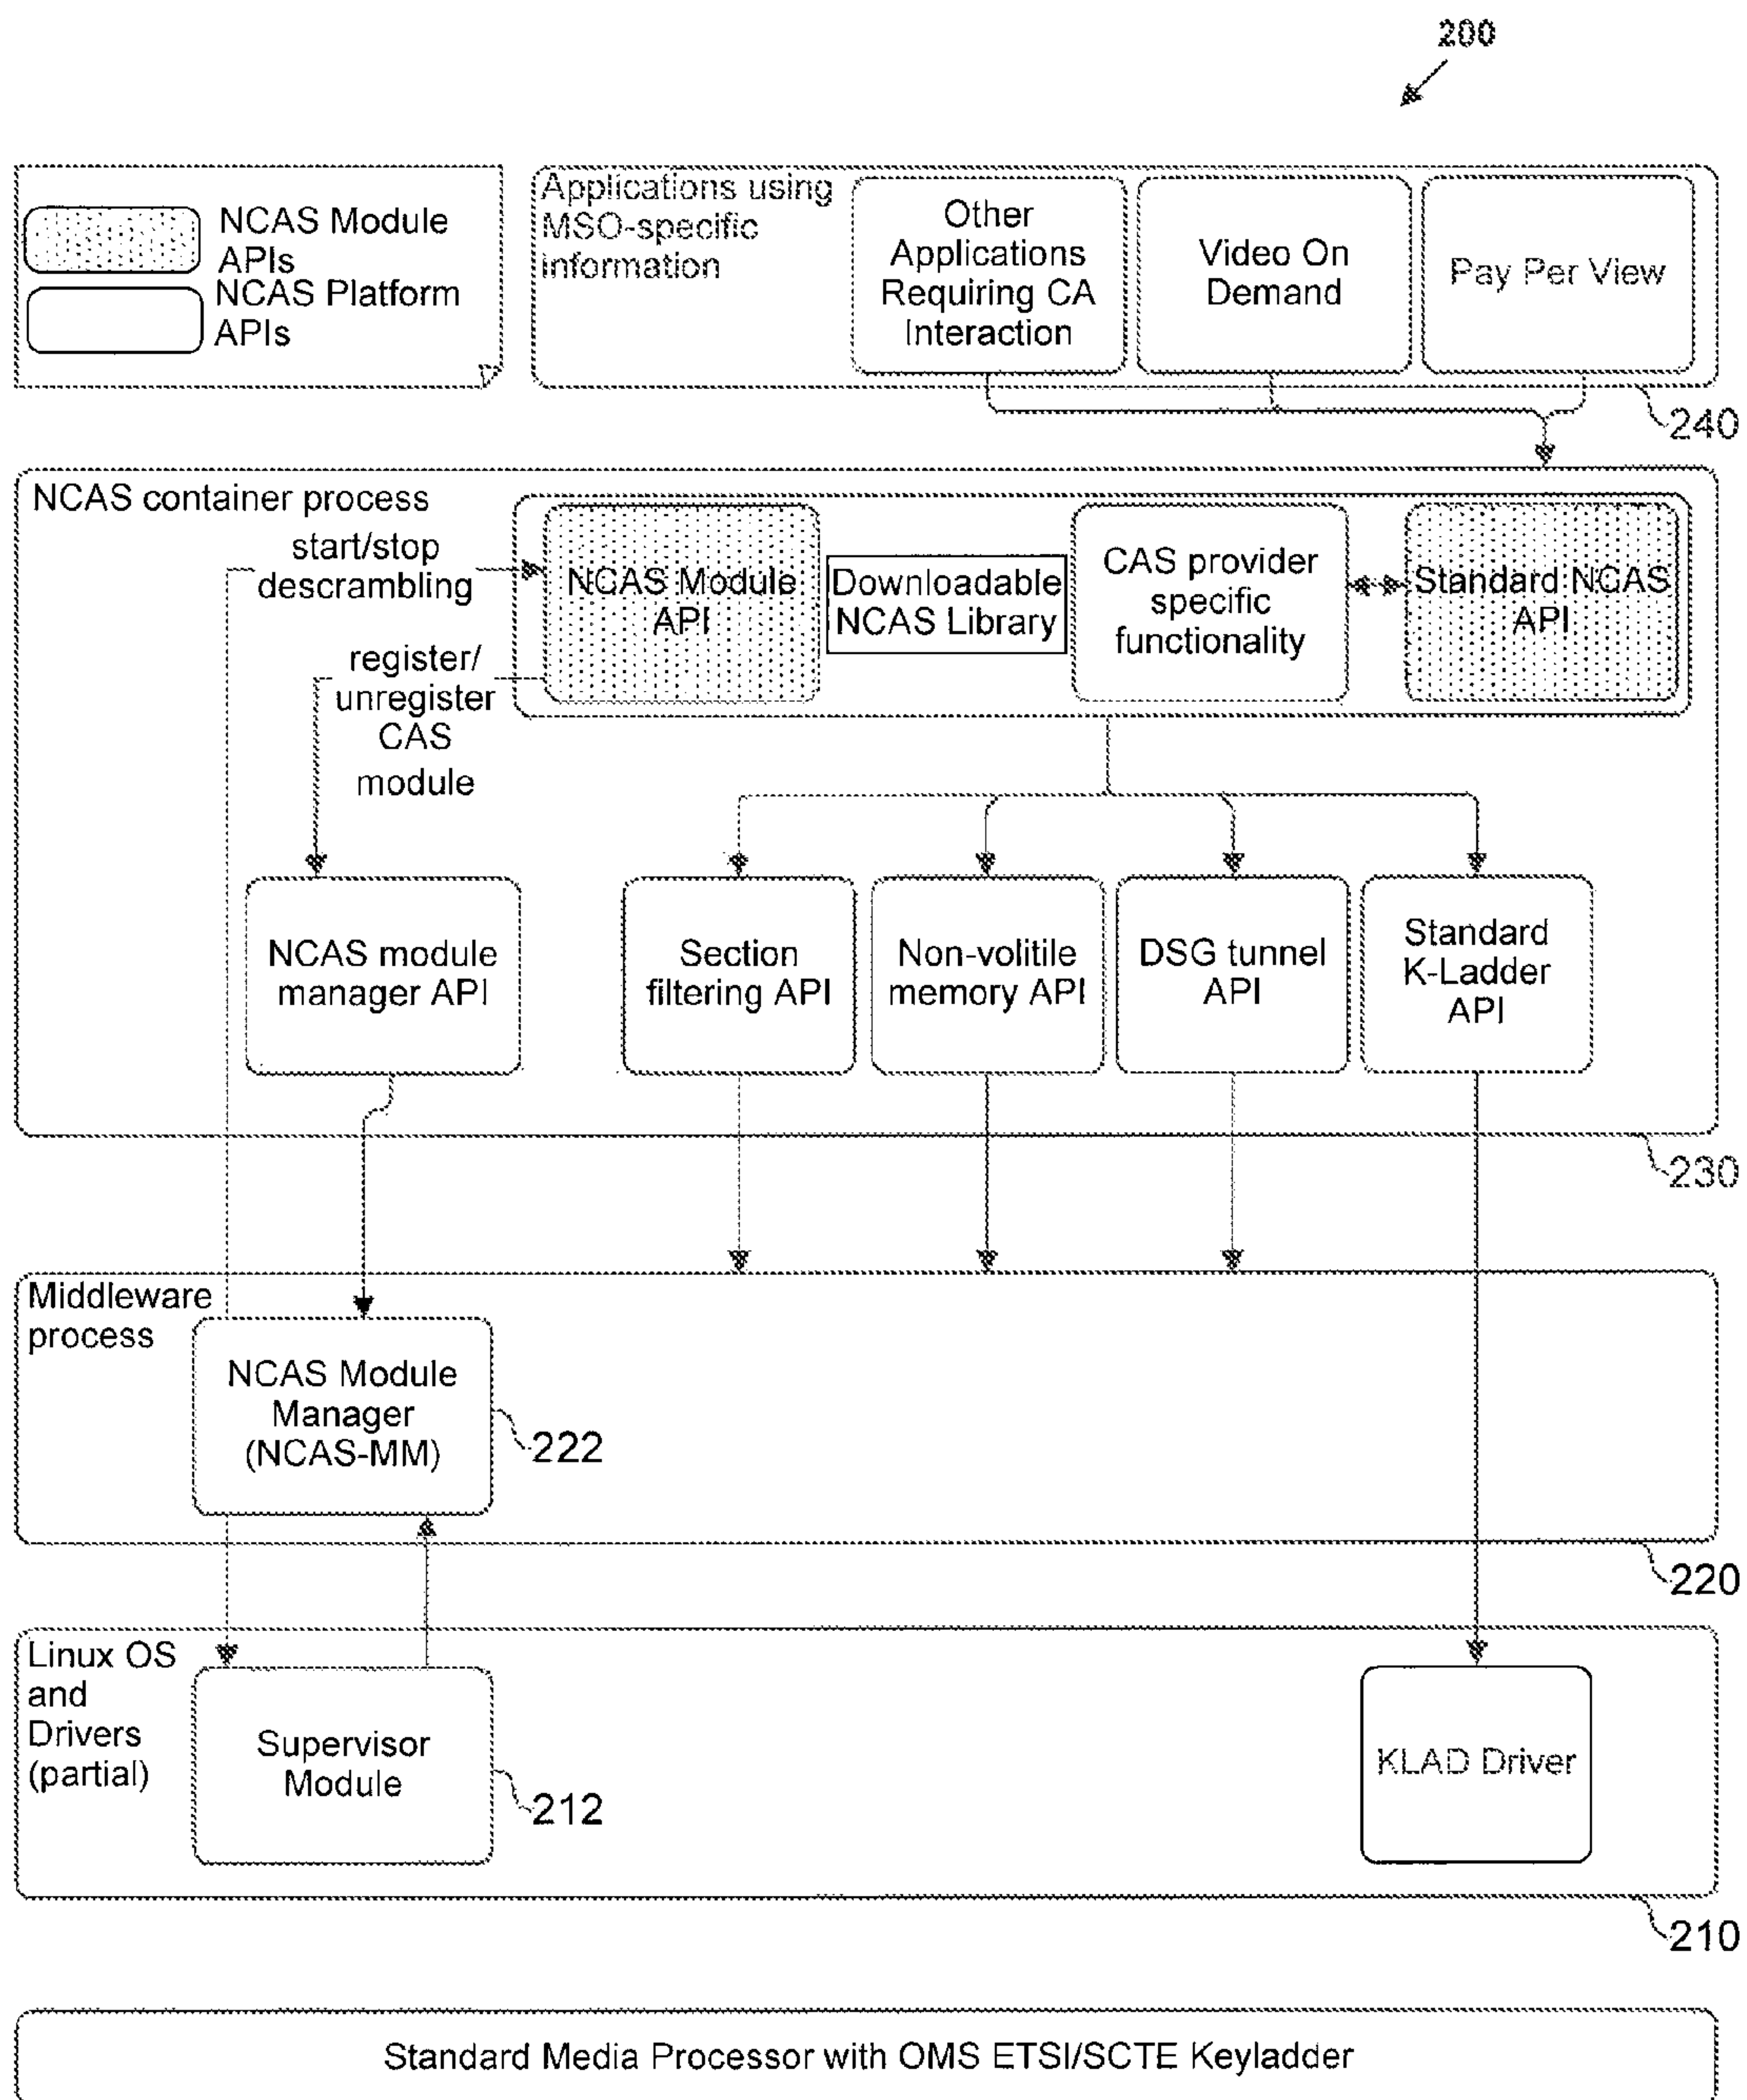 200
NCAS Module
APIs
NCAS Platform
APIs
Applications using
MSO-specific
information
Other
Applications
Requiring CA
Interaction
Video On
Demand
Pay Per View
240
NCAS container process
start/stop
descrambling
NCAS Module
API
Downloadable
NCAS Library
CAS provider
specific
functionality
Standard NCAS
API
register/
unregister
CAS
module
NCAS module
manager API
Section
filtering API
Non-volitile
memory API
DSG tunnel
API
Standard
K-Ladder
API
230
Middleware
process
NCAS Module
Manager
(NCAS-MM)
222
220
Linux OS
and
Drivers
(partial)
Supervisor
Module
212
KLAD Driver
210
Standard Media Processor with OMS ETSI/SCTE Keyladder